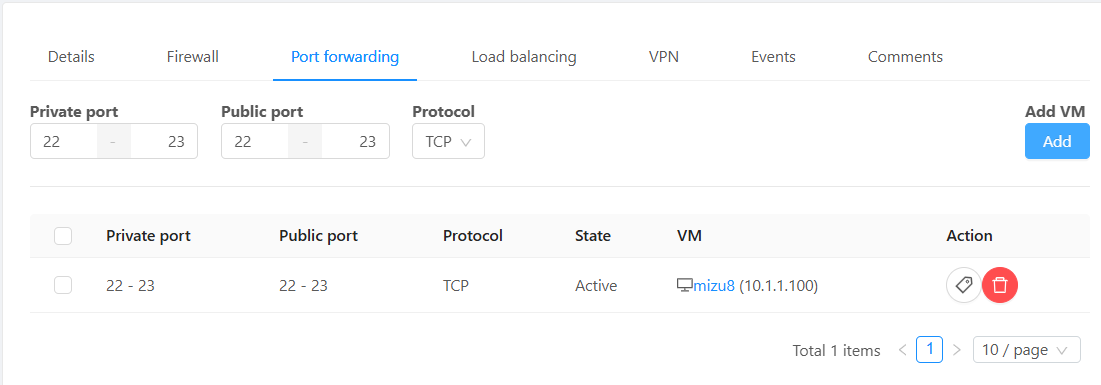 Details Firewall Port forwarding Load balancing VPN Events Comments
Private port Public port Protocol Add VM
22 - 23 22 - 23 TCP Add
Private port Public port Protocol State VM Action
22 - 23 22 - 23 TCP Active mizu8 (10.1.1.100)
Total 1 items < 1 > 10 / page